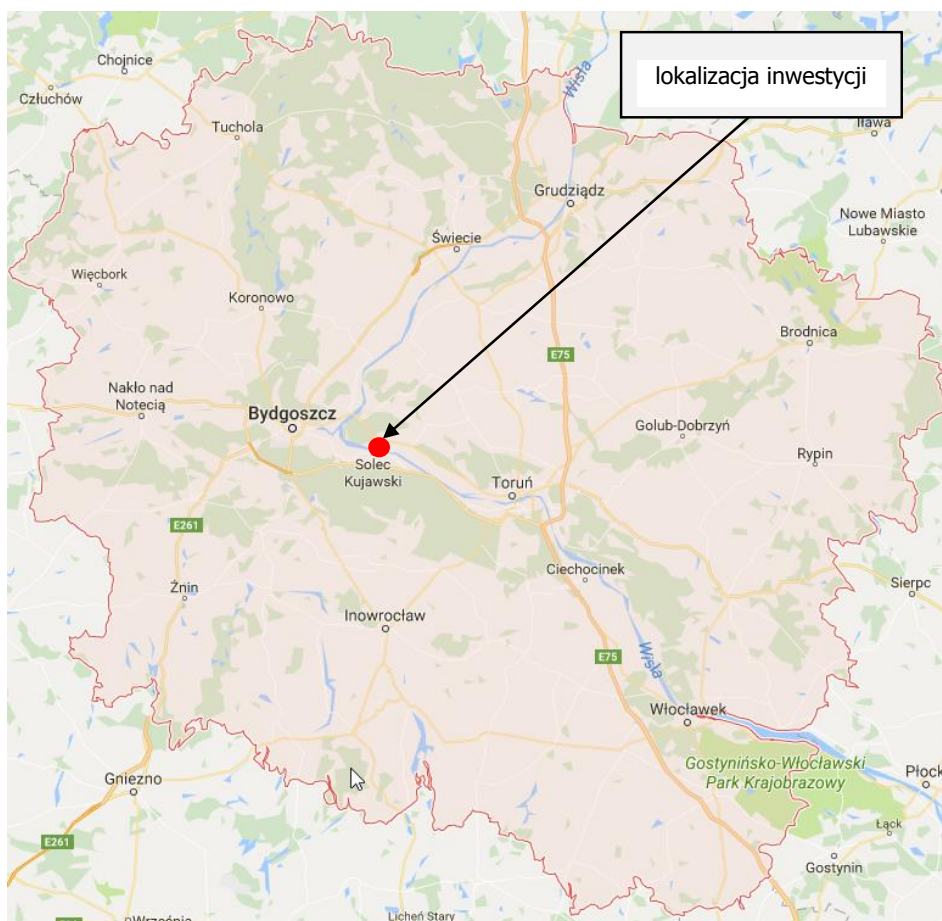 lokalizacja inwestycji
Chojnice
Wisła
Człuchów
Iława
Tuchola
Grudziądz
Nowe Miasto
Lubawskie
Świecie
Więcbork
Koronowo
Brodnica
E75
Nakło nad
Notecią
Bydgoszcz
Golub-Dobrzyń
Rypin
Solec
Kujawski
Toruń
E261
Ciechocinek
Żnin
Sierpc
Inowrocław
E75
Wisła
Włocławek
Gostynińsko-Włocławski
Park Krajobrazowy
Płock
Gniezno
Łąck
E261
Gostynin
Września
Licheń Stary